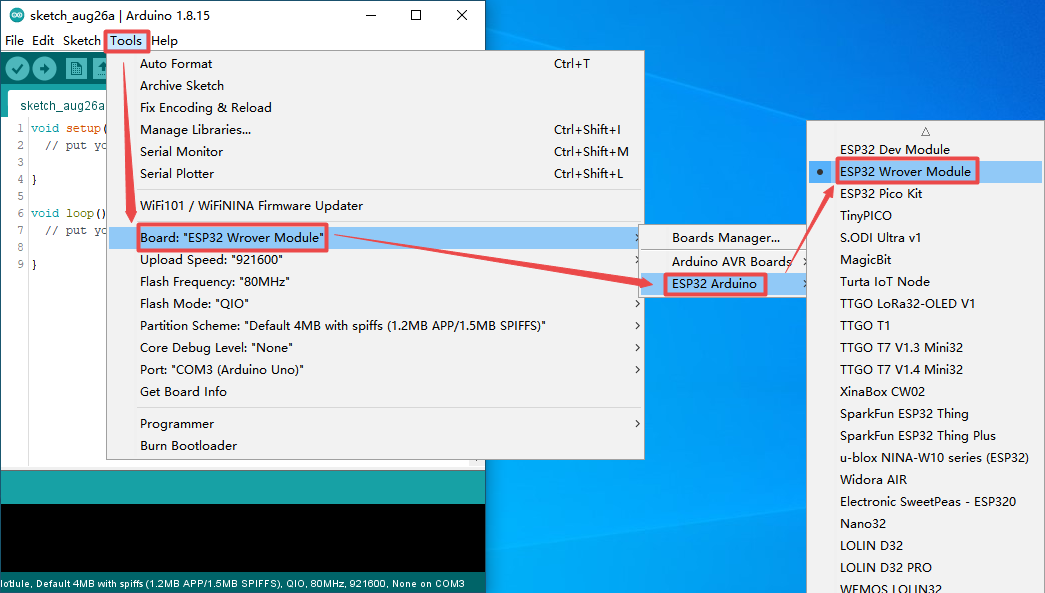 sketch_aug26a | Arduino 1.8.15
File Edit Sketch Tools Help
sketch_aug26a
1 void setup(
2 // put yo
3
4 }
5
6 void loop()
7 // put yo
8
9 }
Auto Format Ctrl+T
Archive Sketch
Fix Encoding & Reload
Manage Libraries... Ctrl+Shift+I
Serial Monitor Ctrl+Shift+M
Serial Plotter Ctrl+Shift+L
WiFi101 / WiFiNINA Firmware Updater
Board: "ESP32 Wrover Module"
Upload Speed: "921600"
Flash Frequency: "80MHz"
Flash Mode: "QIO"
Partition Scheme: "Default 4MB with spiffs (1.2MB APP/1.5MB SPIFFS)"
Core Debug Level: "None"
Port: "COM3 (Arduino Uno)"
Get Board Info
Programmer
Burn Bootloader
Boards Manager...
Arduino AVR Boards
ESP32 Arduino
ESP32 Dev Module
ESP32 Wrover Module
ESP32 Pico Kit
TinyPICO
S.ODI Ultra v1
MagicBit
Turta IoT Node
TTGO LoRa32-OLED V1
TTGO T1
TTGO T7 V1.3 Mini32
TTGO T7 V1.4 Mini32
XinaBox CW02
SparkFun ESP32 Thing
SparkFun ESP32 Thing Plus
u-blox NINA-W10 series (ESP32)
Widora AIR
Electronic SweetPeas - ESP320
Nano32
LOLIN D32
LOLIN D32 PRO
WEMOS LOLIN32
Default 4MB with spiffs (1.2MB APP/1.5MB SPIFFS), QIO, 80MHz, 921600, None on COM3